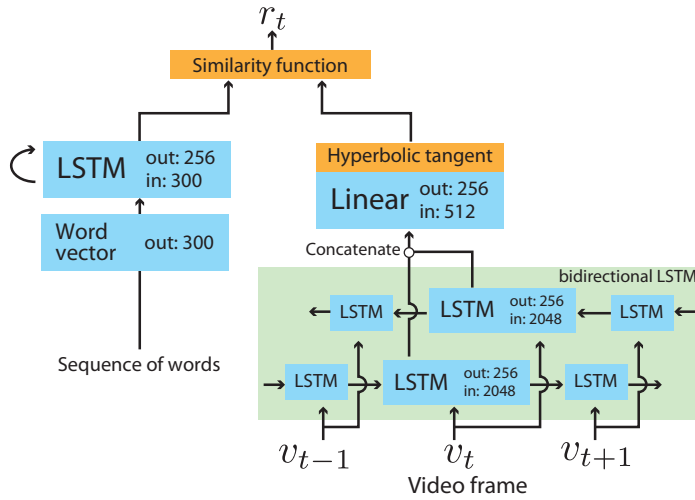 r_t
Similarity function
LSTM
out: 256
in: 300
Hyperbolic tangent
Linear
out: 256
in: 512
Word
vector
out: 300
Concatenate
bidirectional LSTM
LSTM
LSTM
out: 256
in: 2048
LSTM
Sequence of words
LSTM
LSTM
out: 256
in: 2048
LSTM
v_{t-1}
v_t
v_{t+1}
Video frame